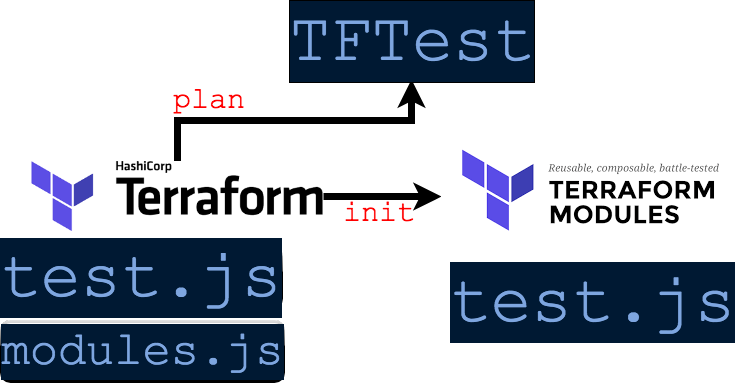 TFTest
plan
HashiCorp
Terraform
init
Reusable, composable, battle-tested
TERRAFORM
MODULES
test.js
modules.js
test.js